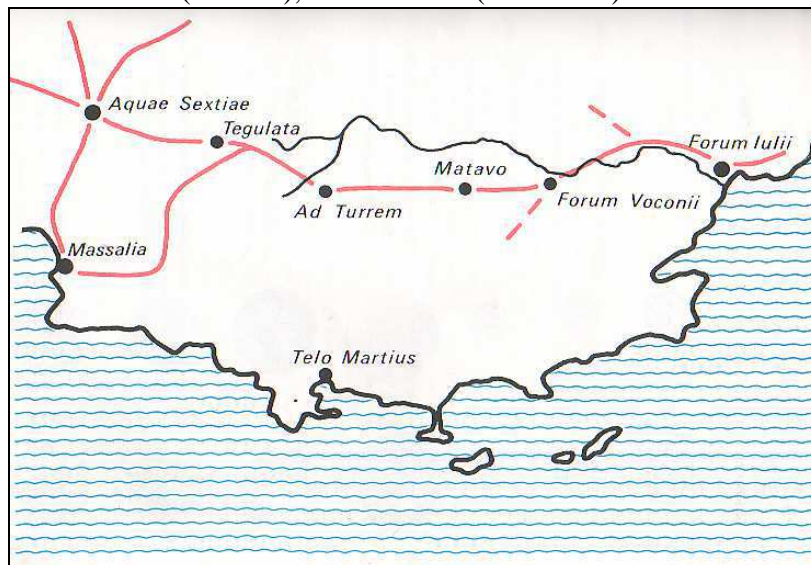 Aquae Sextiae
Tegulata
Forum Iulii
Matavo
Ad Turrem
Forum Voconii
Massalia
Telo Martius